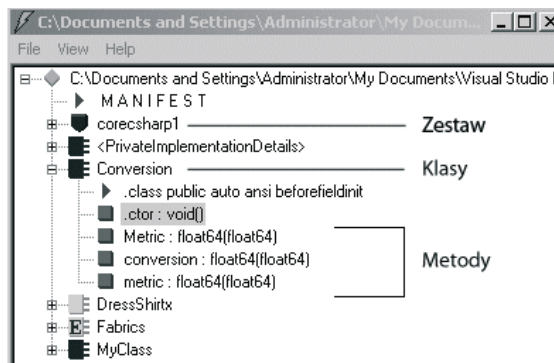 C:\Documents and Settings\Administrator\My Docum...
File View Help
C:\Documents and Settings\Administrator\My Documents\Visual Studio
MANIFEST
corecsharp1 Zestaw
<PrivateImplementationDetails>
Conversion Klasy
.class public auto ansi beforefieldinit
.ctor : void()
Metric : float64(float64)
conversion : float64(float64) Metody
metric : float64(float64)
DressShirtx
E Fabrics
MyClass